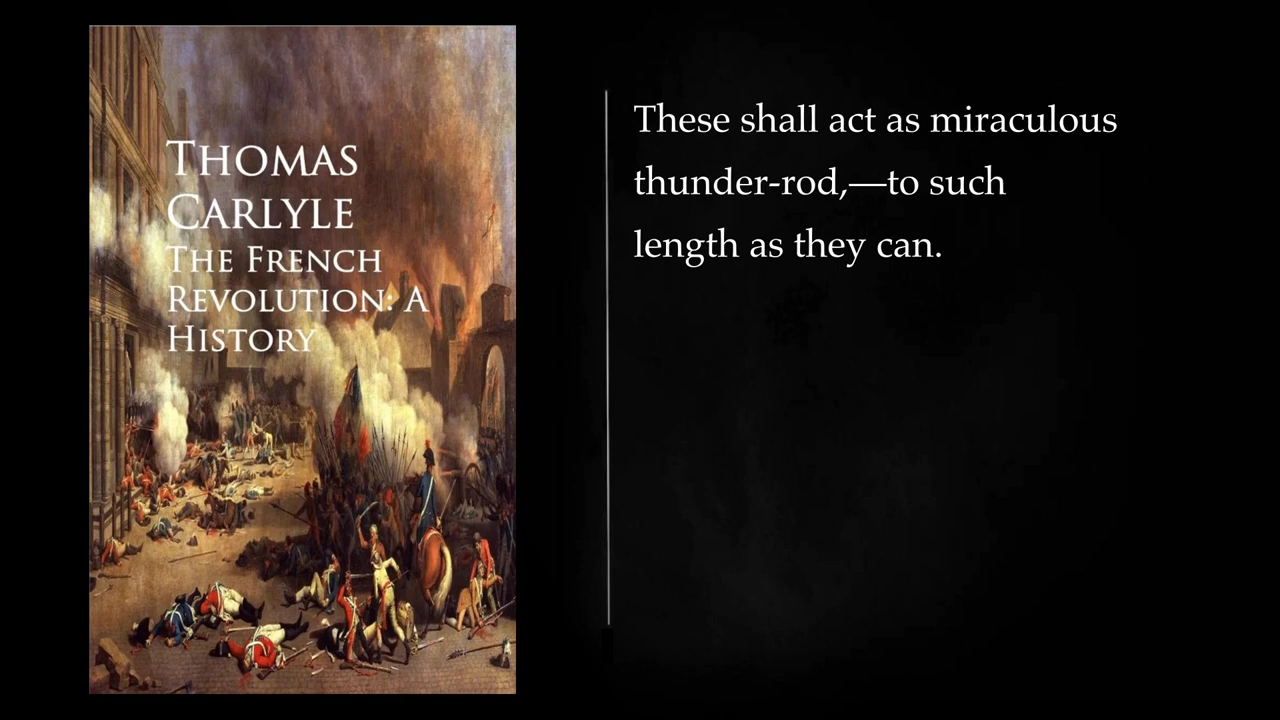 THOMAS
CARLYLE
THE FRENCH
REVOLUTION: A
HISTORY
These shall act as miraculous
thunder-rod,—to such
length as they can.